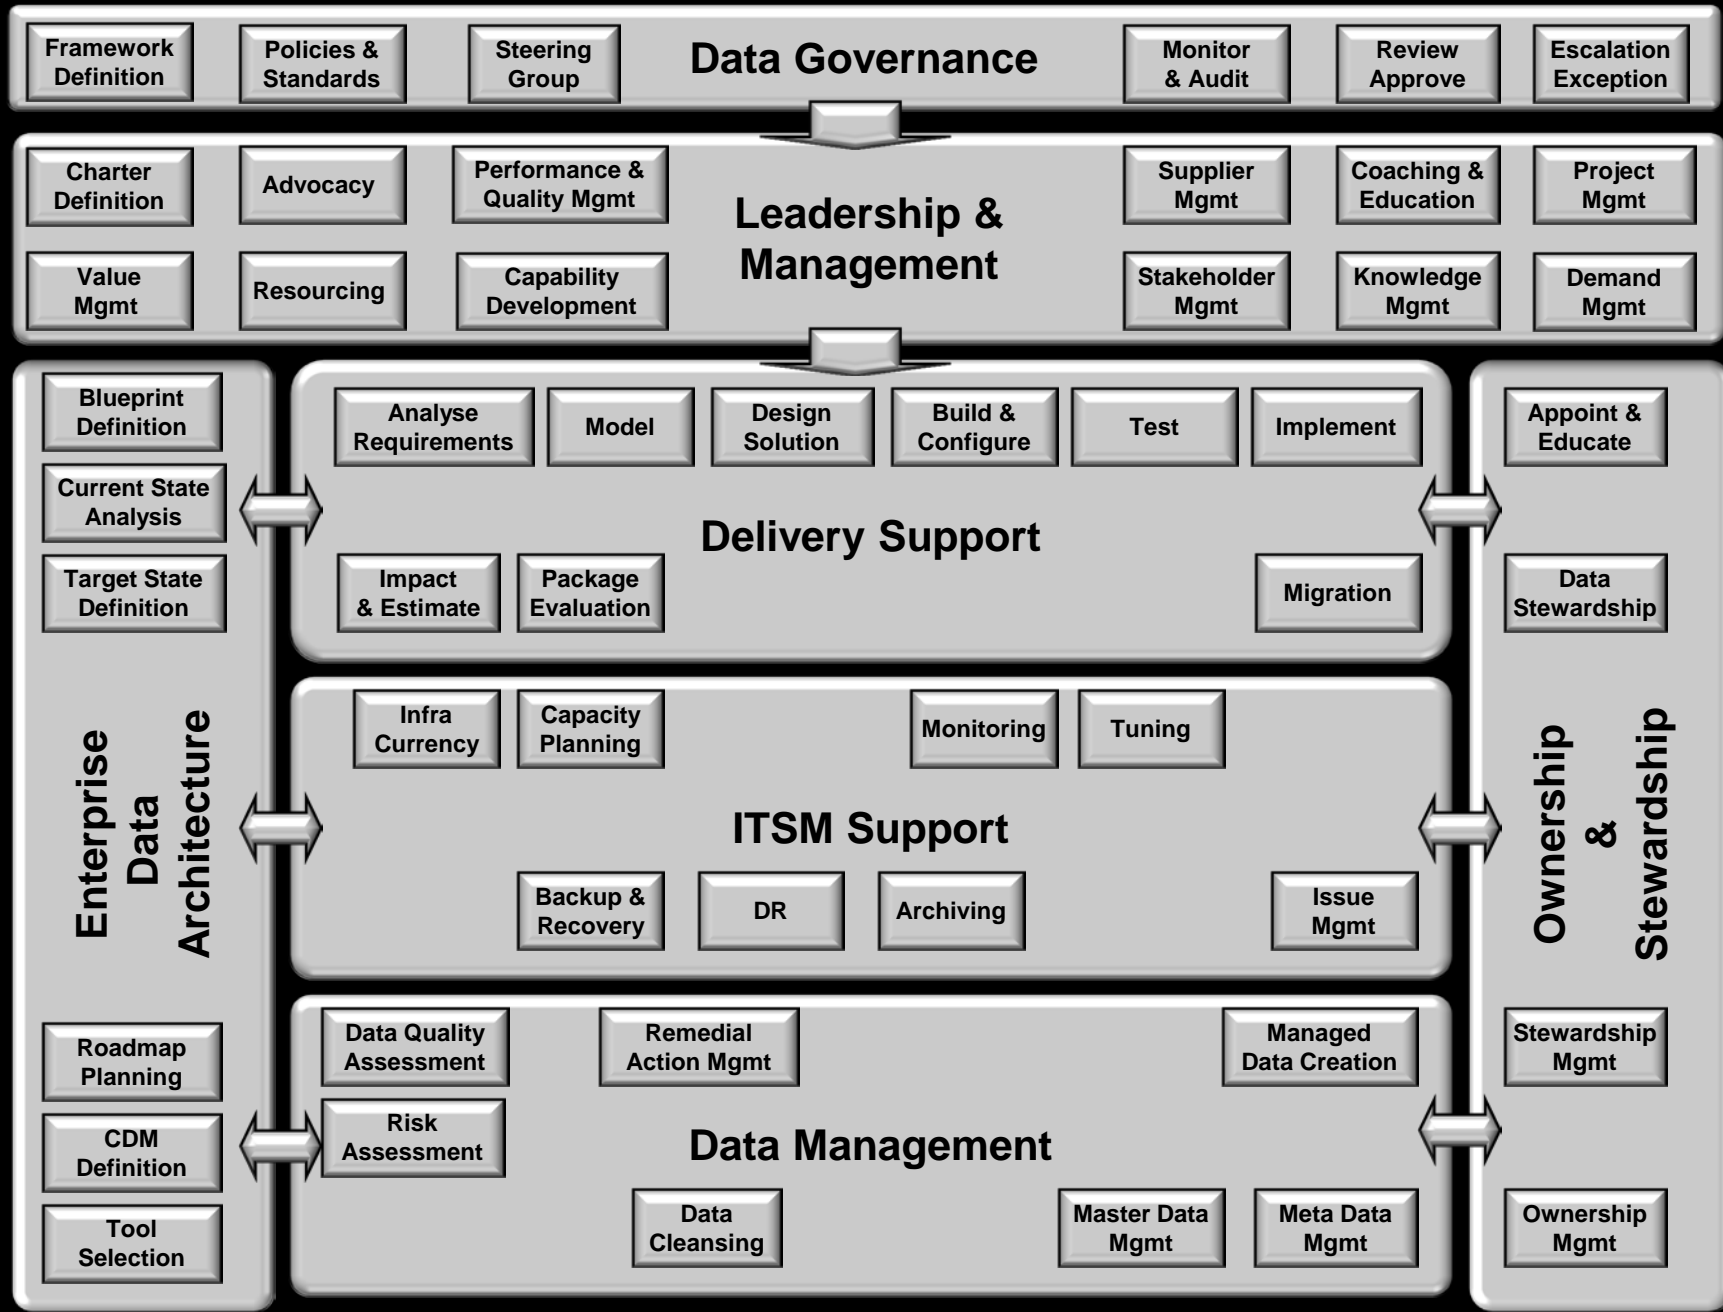 Framework
Definition
Policies &
Standards
Steering
Group
Data Governance
Monitor
& Audit
Review
Approve
Escalation
Exception
Charter
Definition
Advocacy
Performance &
Quality Mgmt
Leadership &
Management
Supplier
Mgmt
Coaching &
Education
Project
Mgmt
Value
Mgmt
Resourcing
Capability
Development
Stakeholder
Mgmt
Knowledge
Mgmt
Demand
Mgmt
Blueprint
Definition
Current State
Analysis
Target State
Definition
Enterprise
Data
Architecture
Roadmap
Planning
CDM
Definition
Tool
Selection
Analyse
Requirements
Model
Design
Solution
Build &
Configure
Test
Implement
Delivery Support
Impact
& Estimate
Package
Evaluation
Migration
Infra
Currency
Capacity
Planning
Monitoring
Tuning
ITSM Support
Backup &
Recovery
DR
Archiving
Issue
Mgmt
Data Quality
Assessment
Remedial
Action Mgmt
Managed
Data Creation
Risk
Assessment
Data Management
Data
Cleansing
Master Data
Mgmt
Meta Data
Mgmt
Appoint &
Educate
Data
Stewardship
Ownership
&
Stewardship
Stewardship
Mgmt
Ownership
Mgmt